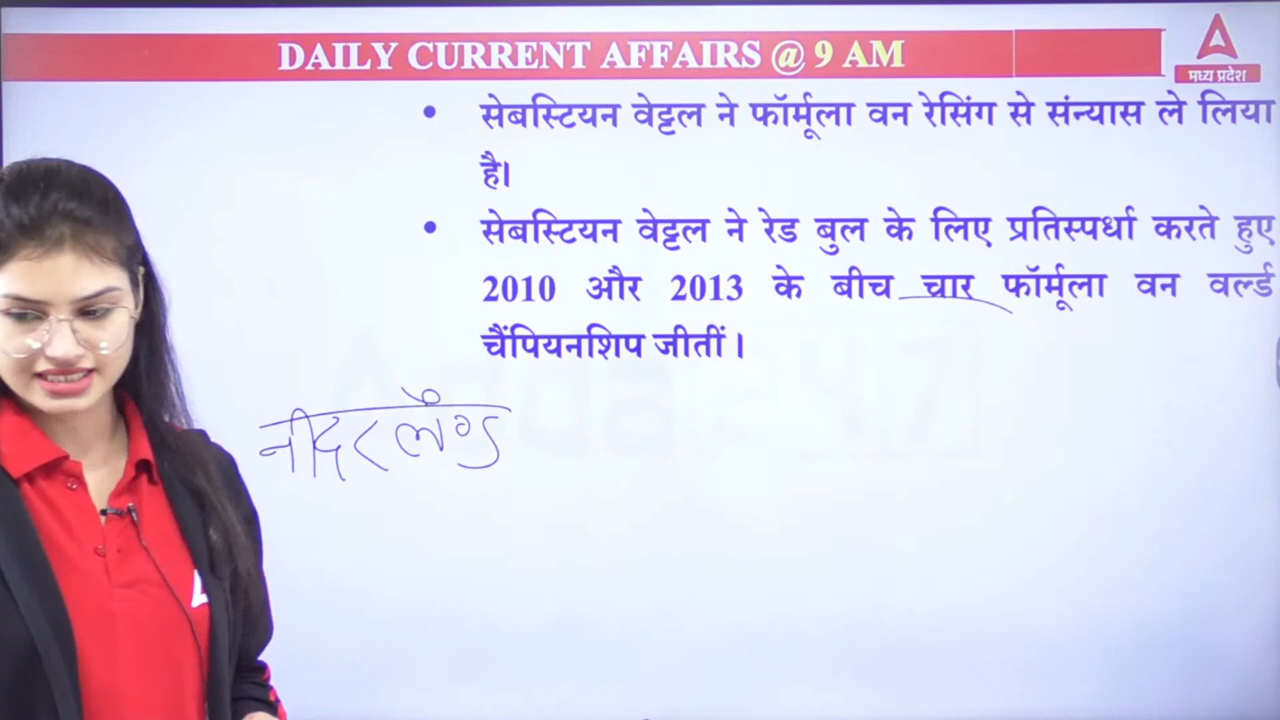 DAILY CURRENT AFFAIRS @ 9 AM
मध्य प्रदेश
• सेबस्टियन वेट्टल ने फॉर्मूला वन रेसिंग से संन्यास ले लिया
है।
• सेबस्टियन वेट्टल ने रेड बुल के लिए प्रतिस्पर्धा करते हुए
2010 और 2013 के बीच चार फॉर्मूला वन वर्ल्ड
चैंपियनशिप जीतीं।
नीदरलैण्ड